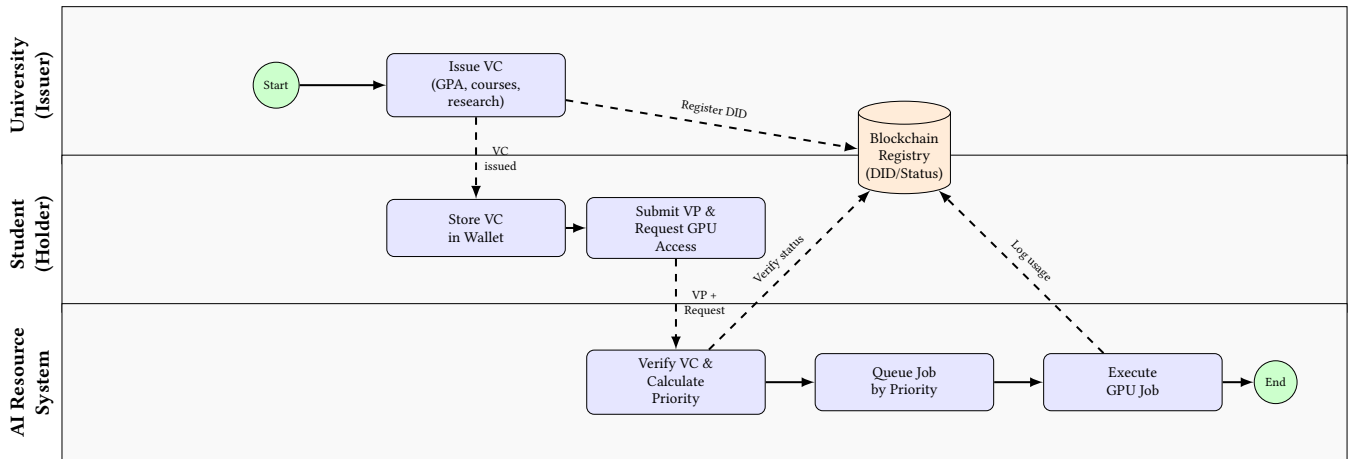 University
(Issuer)
Start
Issue VC
(GPA, courses,
research)
Register DID
Blockchain
Registry
(DID/Status)
VC
issued
Student
(Holder)
Store VC
in Wallet
Submit VP &
Request GPU
Access
Verify status
Log usage
VP +
Request
AI Resource
System
Verify VC &
Calculate
Priority
Queue Job
by Priority
Execute
GPU Job
End